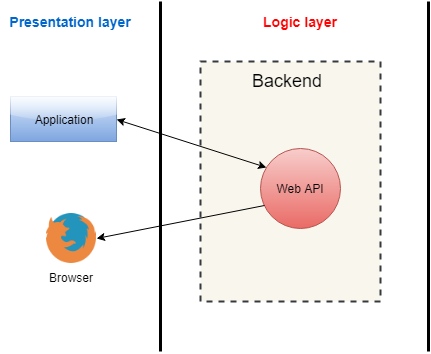 Presentation layer
Logic layer
Backend
Application
Web API
Browser